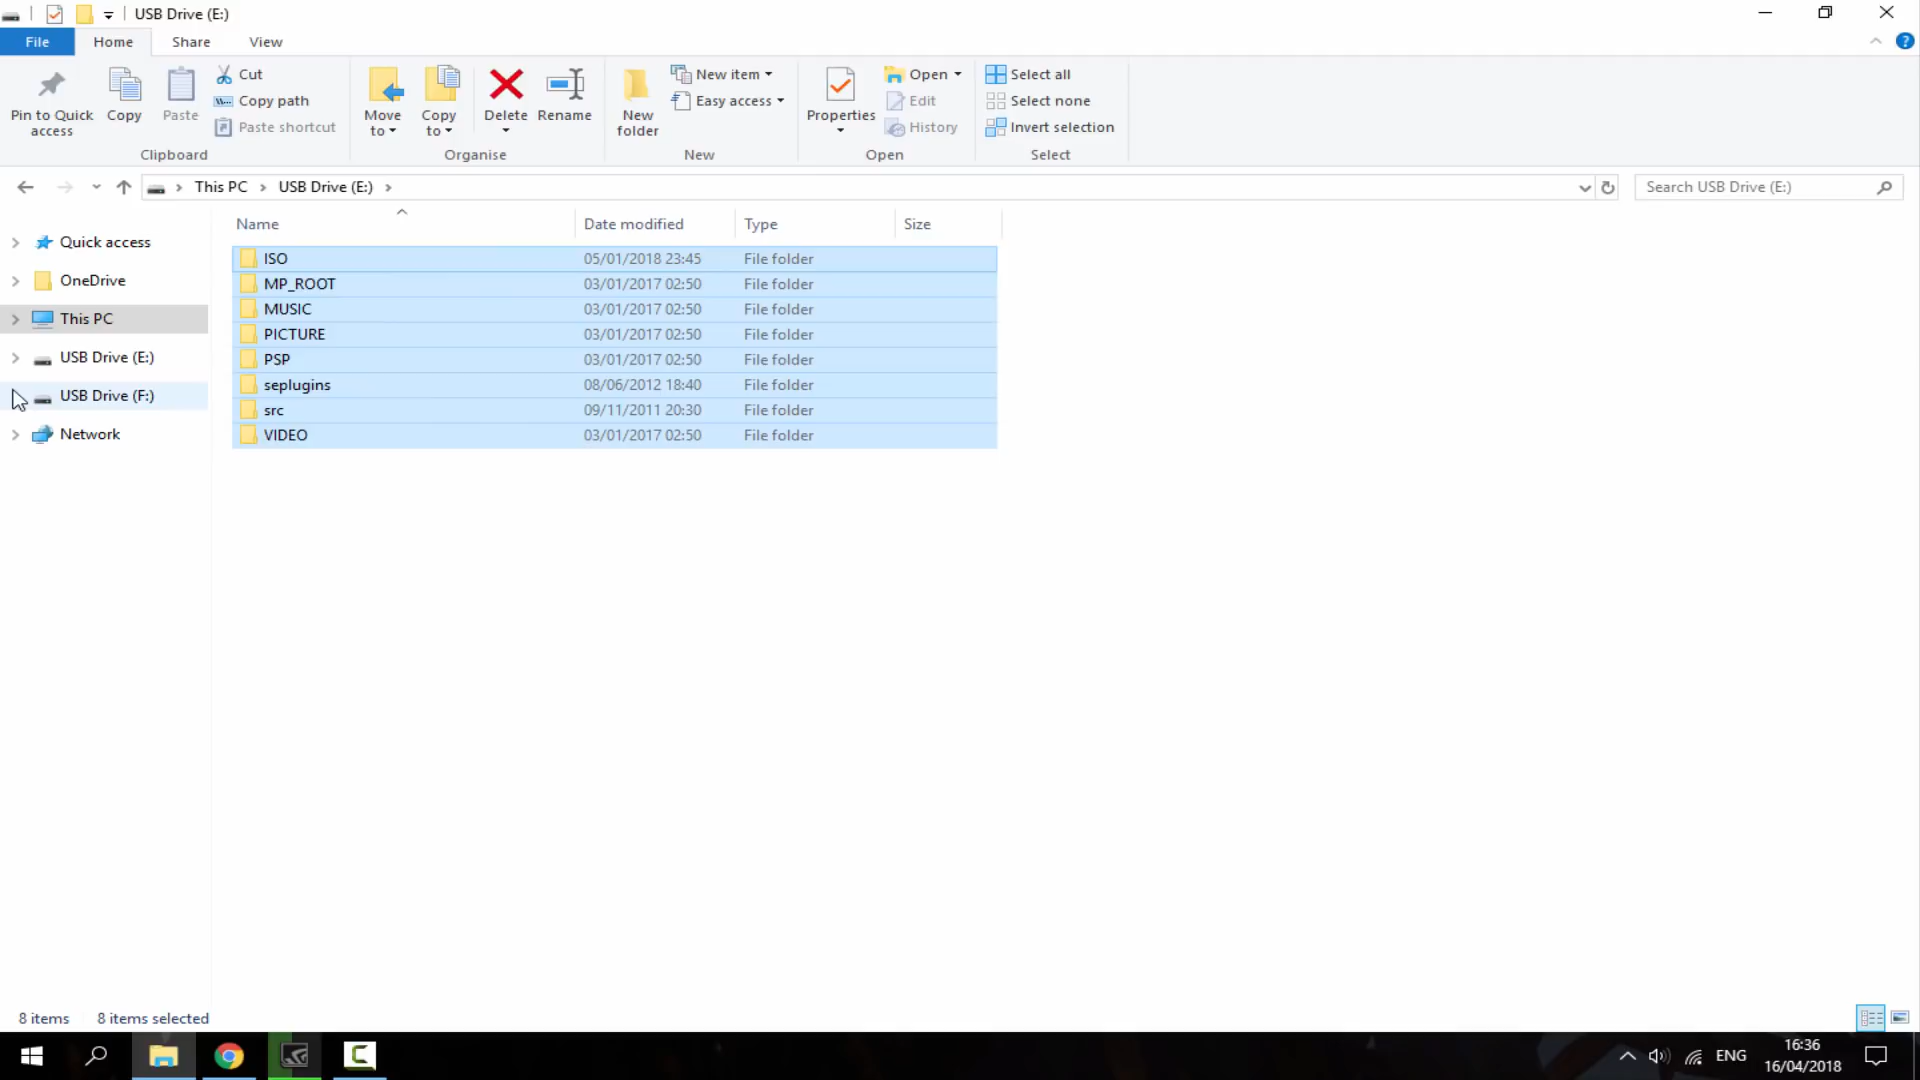 USB Drive (E:)
File Home Share View
Pin to Quick access
Copy
Paste
Cut
Copy path
Paste shortcut
Clipboard
Move to
Copy to
Delete
Rename
Organise
New folder
New item
Easy access
New
Properties
Open
Edit
History
Open
Select all
Select none
Invert selection
Select
This PC USB Drive (E:)
Search USB Drive (E:)
Quick access
OneDrive
This PC
USB Drive (E:)
USB Drive (F:)
Network
Name Date modified Type Size
ISO 05/01/2018 23:45 File folder
MP_ROOT 03/01/2017 02:50 File folder
MUSIC 03/01/2017 02:50 File folder
PICTURE 03/01/2017 02:50 File folder
PSP 03/01/2017 02:50 File folder
seplugins 08/06/2012 18:40 File folder
src 09/11/2011 20:30 File folder
VIDEO 03/01/2017 02:50 File folder
8 items 8 items selected
ENG
16:36
16/04/2018